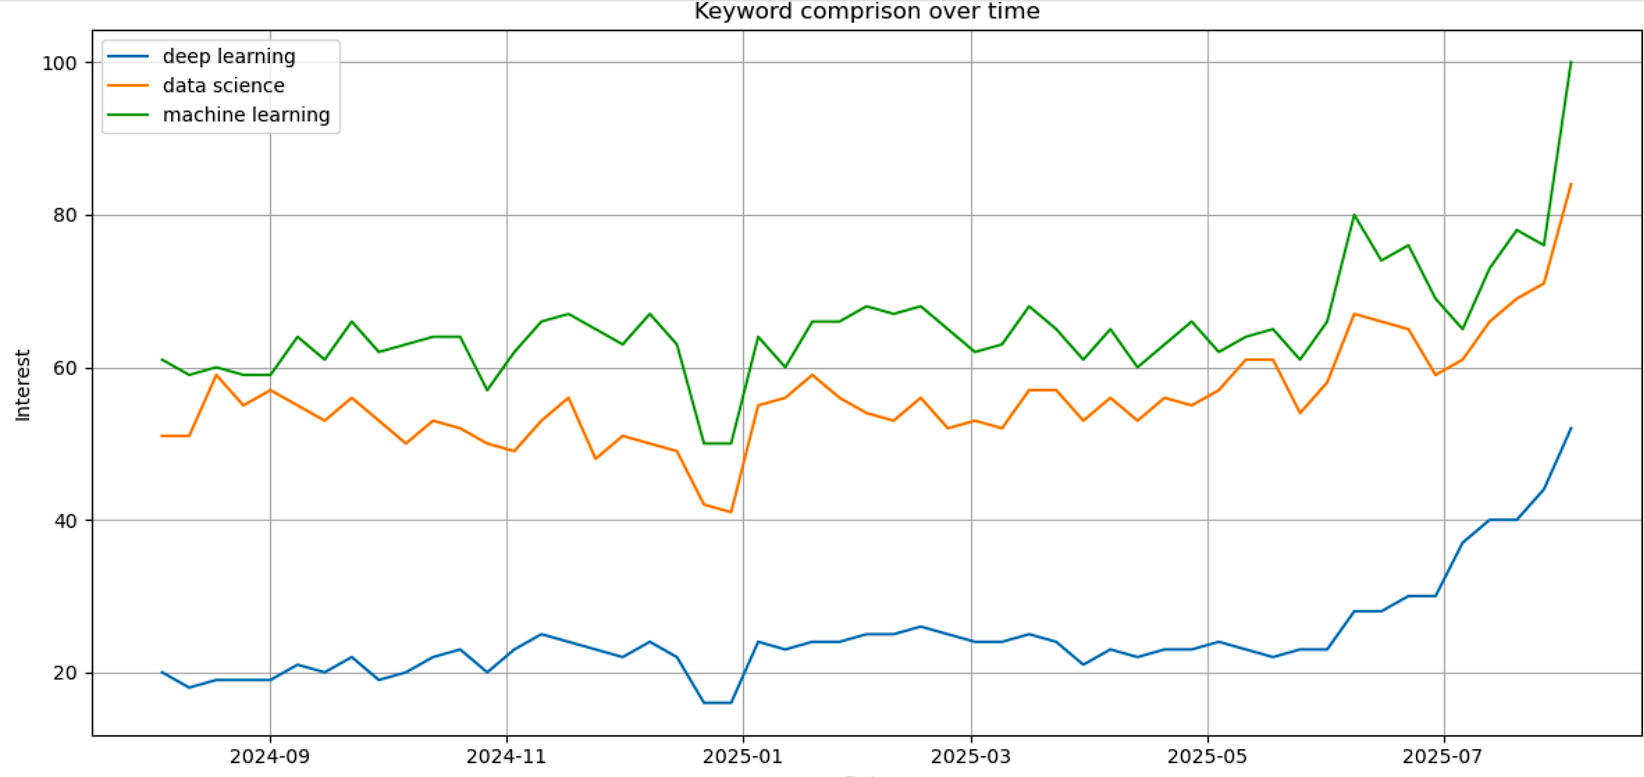 Keyword comprison over time
deep learning
data science
machine learning
100
80
60
40
20
Interest
2024-09
2024-11
2025-01
2025-03
2025-05
2025-07